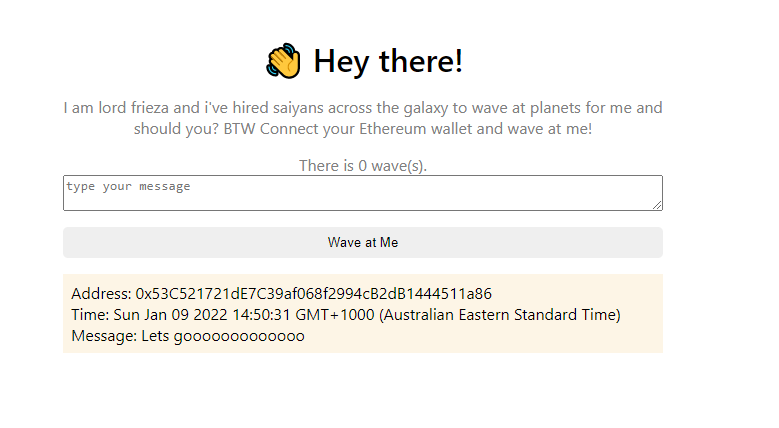 👋 Hey there!
I am lord frieza and i've hired saiyans across the galaxy to wave at planets for me and
should you? BTW Connect your Ethereum wallet and wave at me!
There is 0 wave(s).
type your message
Wave at Me
Address: 0x53C521721dE7C39af068f2994cB2dB1444511a86
Time: Sun Jan 09 2022 14:50:31 GMT+1000 (Australian Eastern Standard Time)
Message: Lets gooooooooooooo